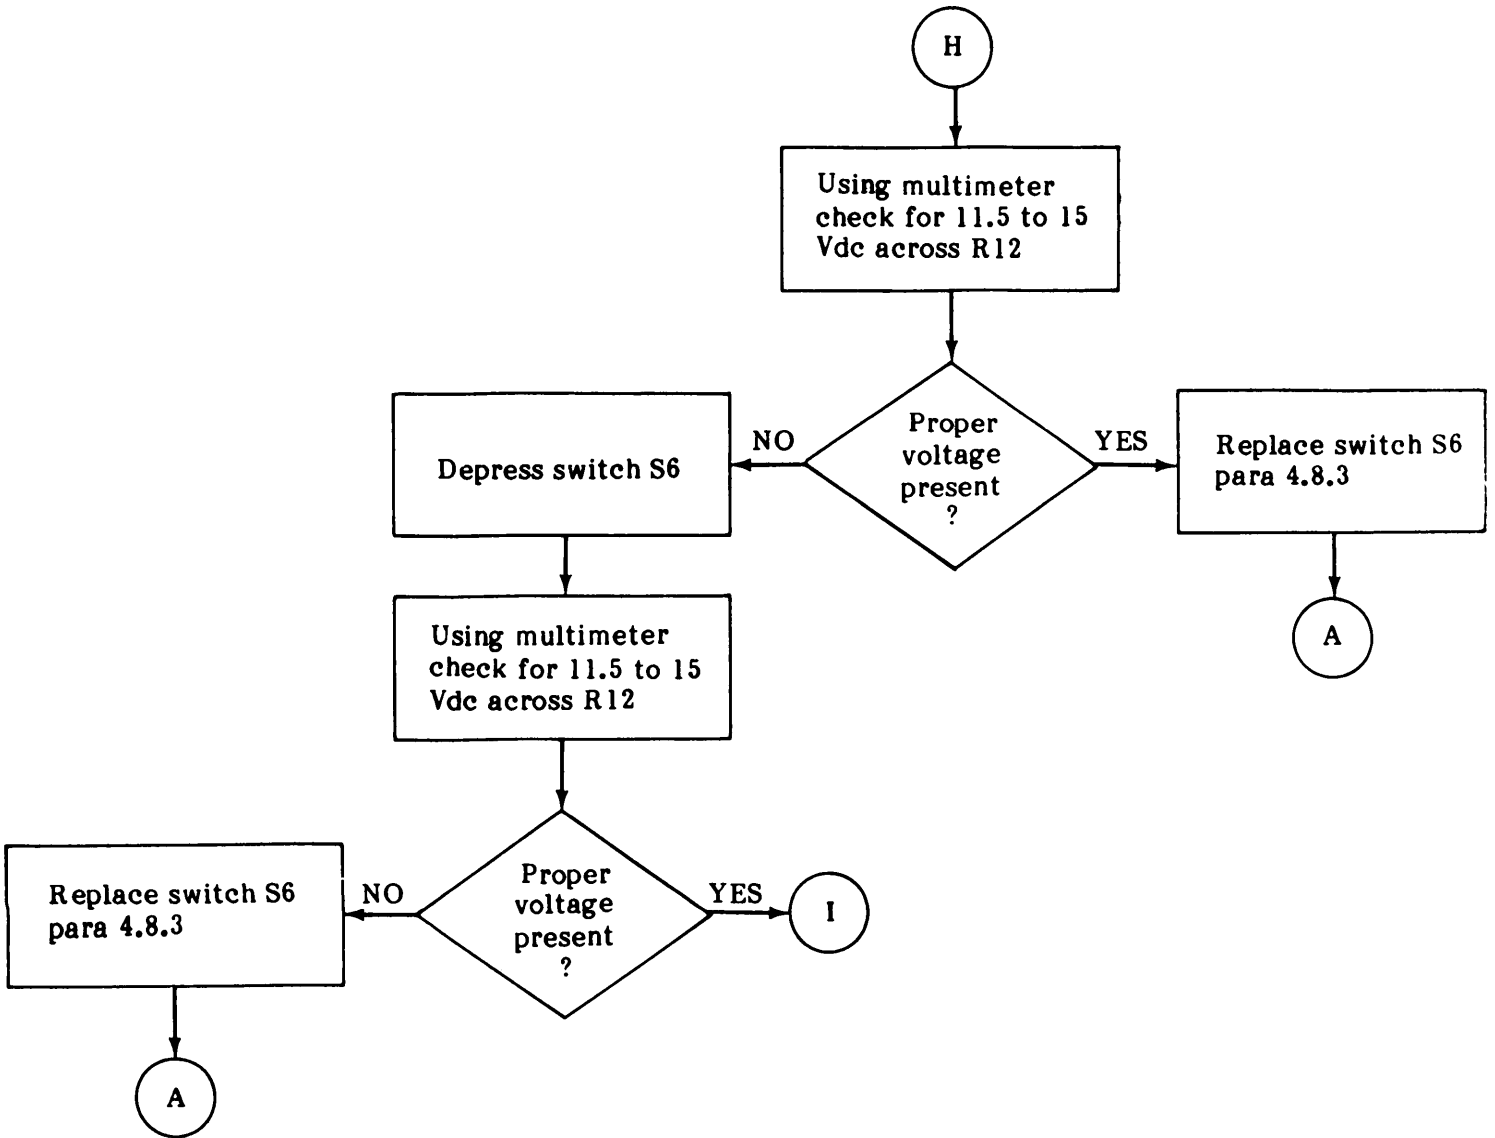 H
Using multimeter
check for 11.5 to 15
Vdc across R12
Proper
voltage
present
?
NO
YES
Depress switch S6
Replace switch S6
para 4.8.3
A
Using multimeter
check for 11.5 to 15
Vdc across R12
Proper
voltage
present
?
NO
YES
Replace switch S6
para 4.8.3
I
A